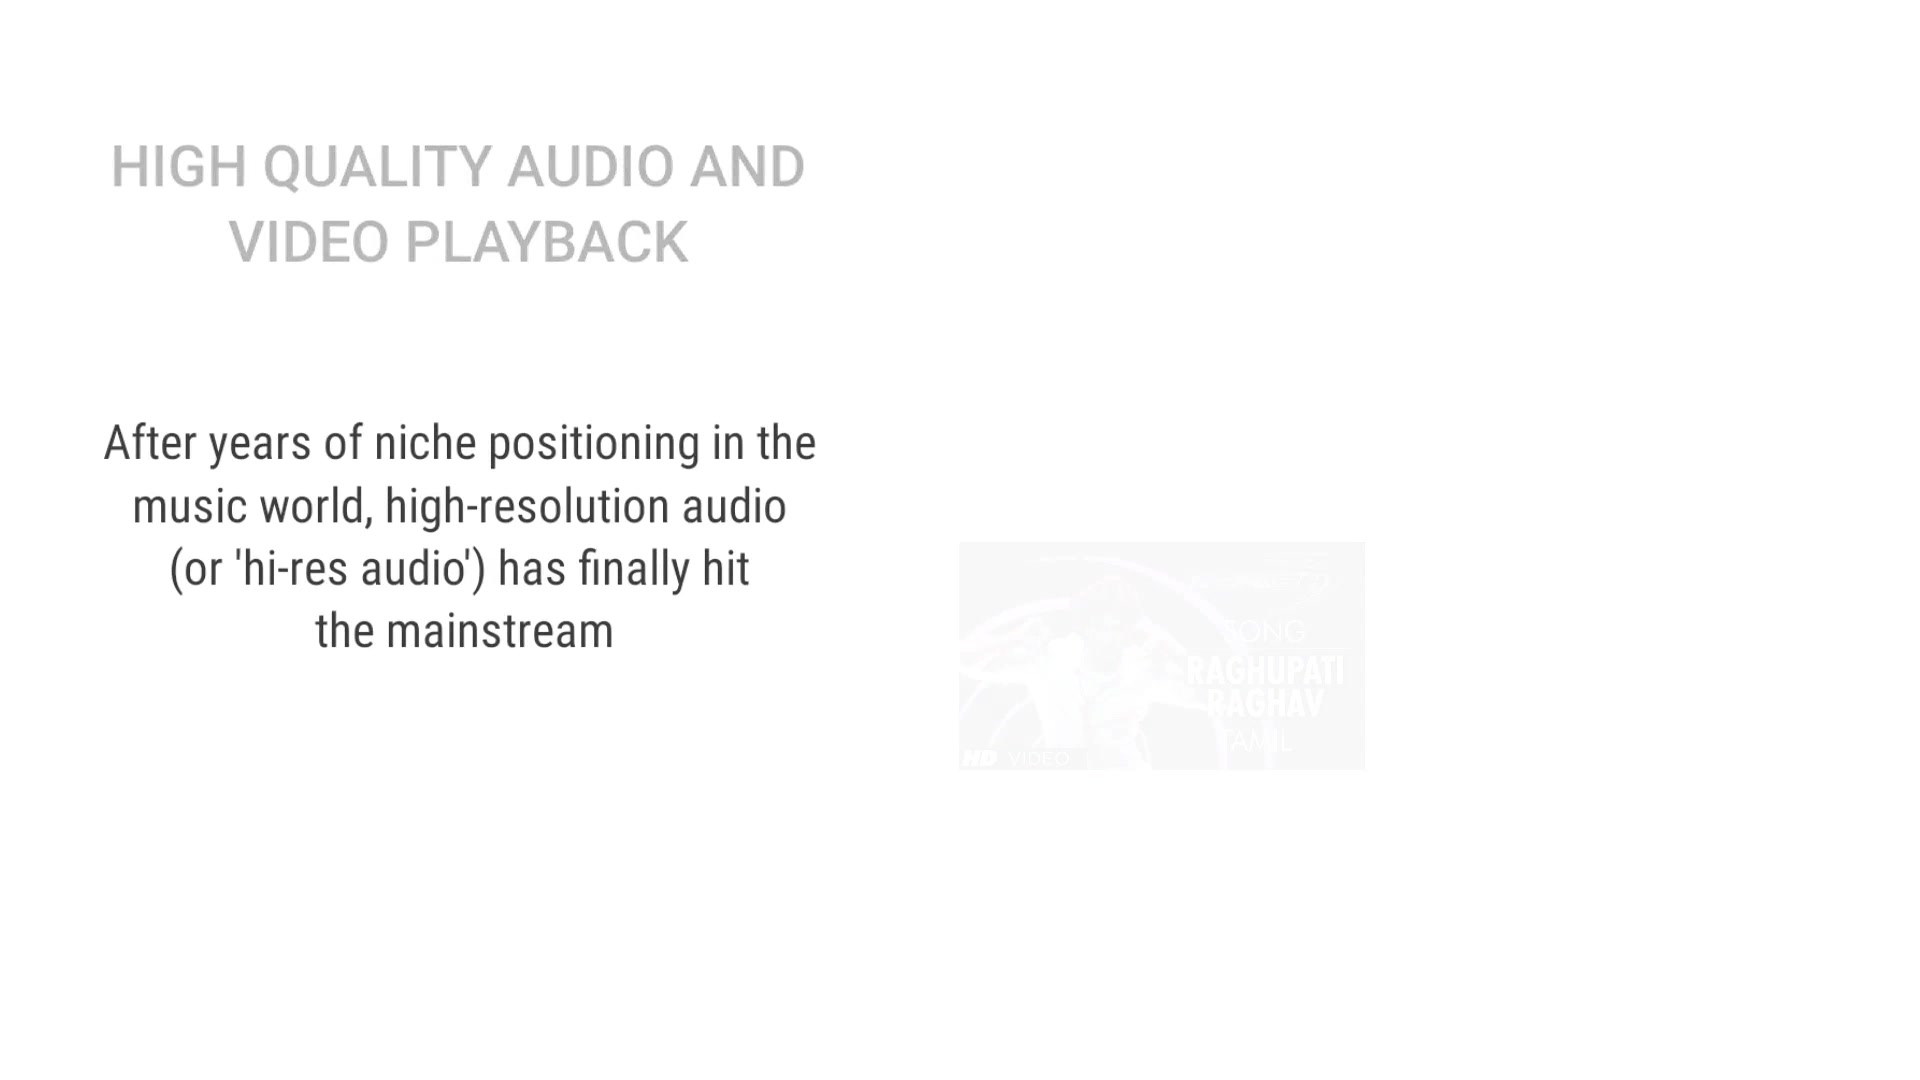 HIGH QUALITY AUDIO AND
VIDEO PLAYBACK
After years of niche positioning in the
music world, high-resolution audio
(or 'hi-res audio') has finally hit
the mainstream
SONG
RAGHUPATI
RAGHAV
TAMIL
HD VIDEO